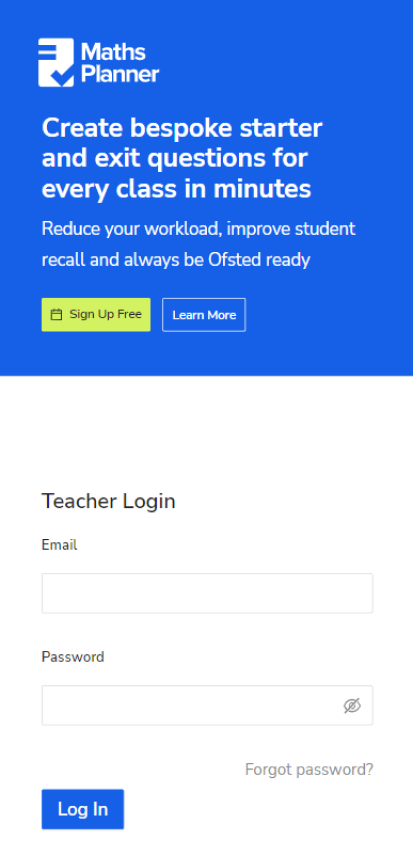 Maths
Planner
Create bespoke starter
and exit questions for
every class in minutes
Reduce your workload, improve student
recall and always be Ofsted ready
Sign Up Free
Learn More
Teacher Login
Email
Password
Forgot password?
Log In